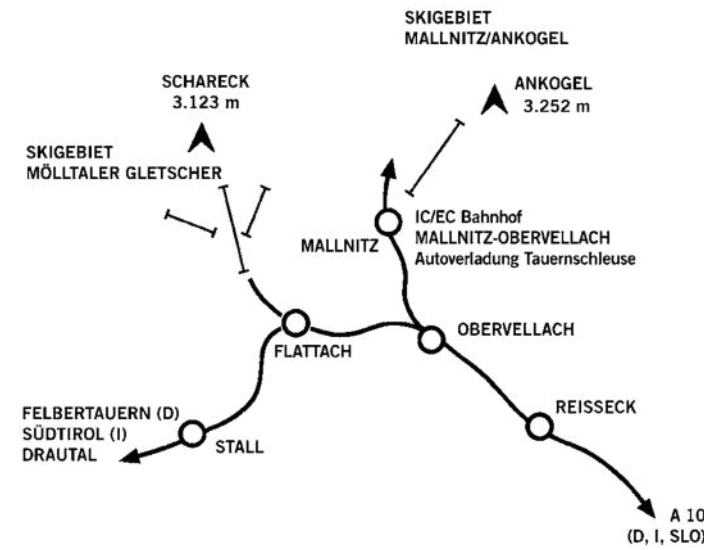 SKIGEBIET
MALLNITZ/ANKOGEL
SCHARECK
3.123 m
ANKOGEL
3.252 m
SKIGEBIET
MÖLLTALER GLETSCHER
IC/EC Bahnhof
MALLNITZ-OBERVELLACH
Autoverladung Tauernschleuse
MALLNITZ
OBERVELLACH
FLATTACH
REISSECK
FELBERTAUERN (D)
SÜDTIROL (I)
DRAUTAL
STALL
A 10
(D, I, SLO)